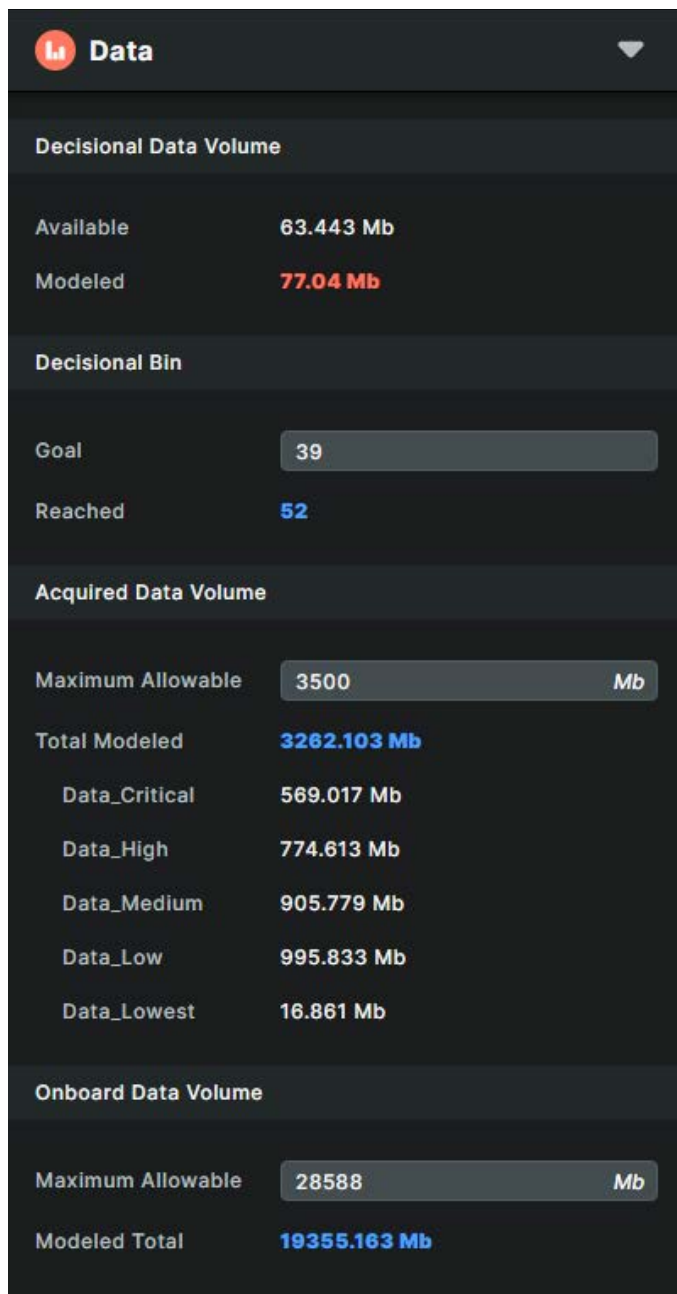 Data
Decisional Data Volume
Available 63.443 Mb
Modeled 77.04 Mb
Decisional Bin
Goal 39
Reached 52
Acquired Data Volume
Maximum Allowable 3500 Mb
Total Modeled 3262.103 Mb
Data_Critical 569.017 Mb
Data_High 774.613 Mb
Data_Medium 905.779 Mb
Data_Low 995.833 Mb
Data_Lowest 16.861 Mb
Onboard Data Volume
Maximum Allowable 28588 Mb
Modeled Total 19355.163 Mb